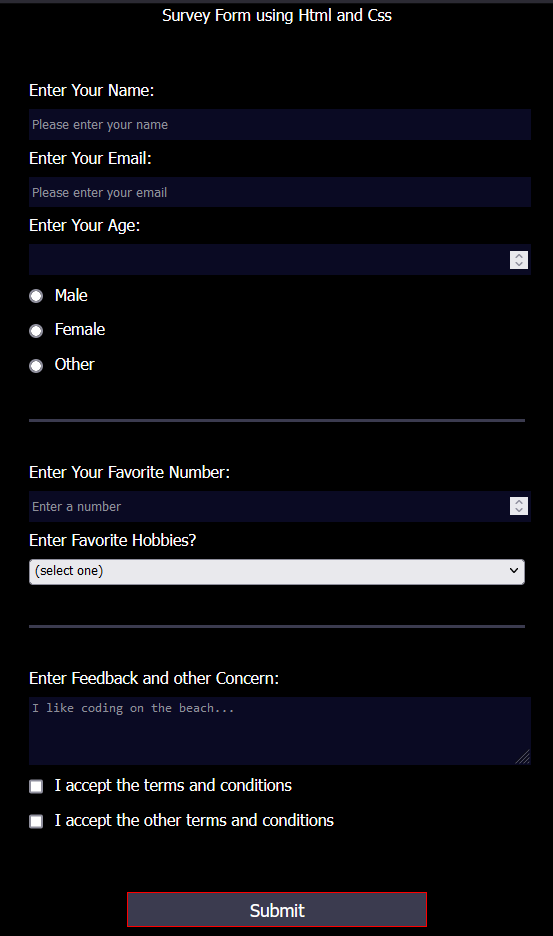 Survey Form using Html and Css
Enter Your Name:
Please enter your name
Enter Your Email:
Please enter your email
Enter Your Age:
Male
Female
Other
Enter Your Favorite Number:
Enter a number
Enter Favorite Hobbies?
(select one)
Enter Feedback and other Concern:
I like coding on the beach...
I accept the terms and conditions
I accept the other terms and conditions
Submit